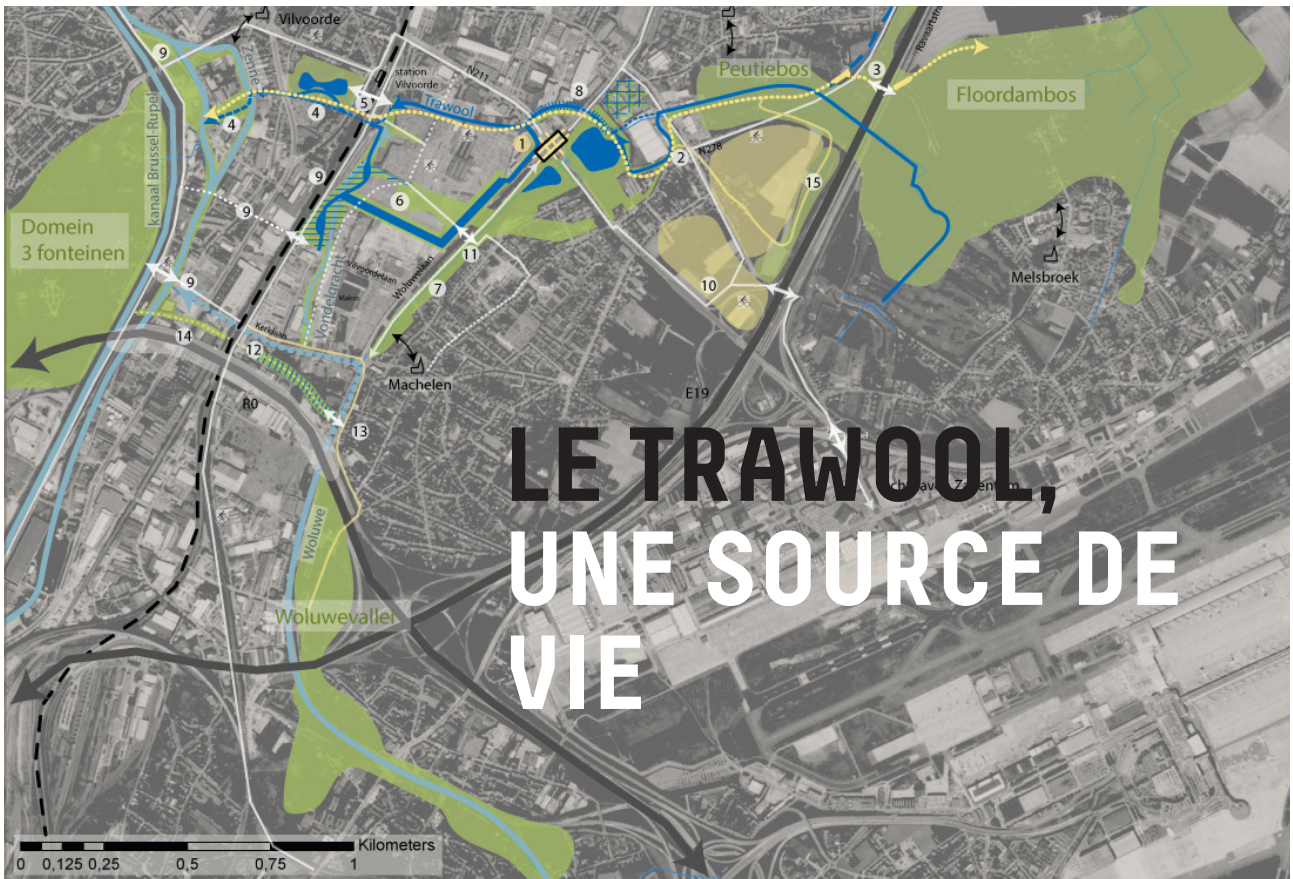 Vilvoorde
9
Zenne
station
Vilvoorde
N211
Peutiebos
3
Floordambos
Trawool
8
5
4
4
1
2
N278
kanaal Brussel-Rupel
9
15
6
9
Domein
3 fonteinen
11
Melsbroek
9
Vilvoordelaan
Woluwelaan
7
10
Makro
Vondelgracht
Kerklaan
14
12
Machelen
R0
E19
13
LE TRAWOOL,
UNE SOURCE DE
VIE
Woluwe
Woluwevallei
Kilometers
0 0,125 0,25 0,5 0,75 1